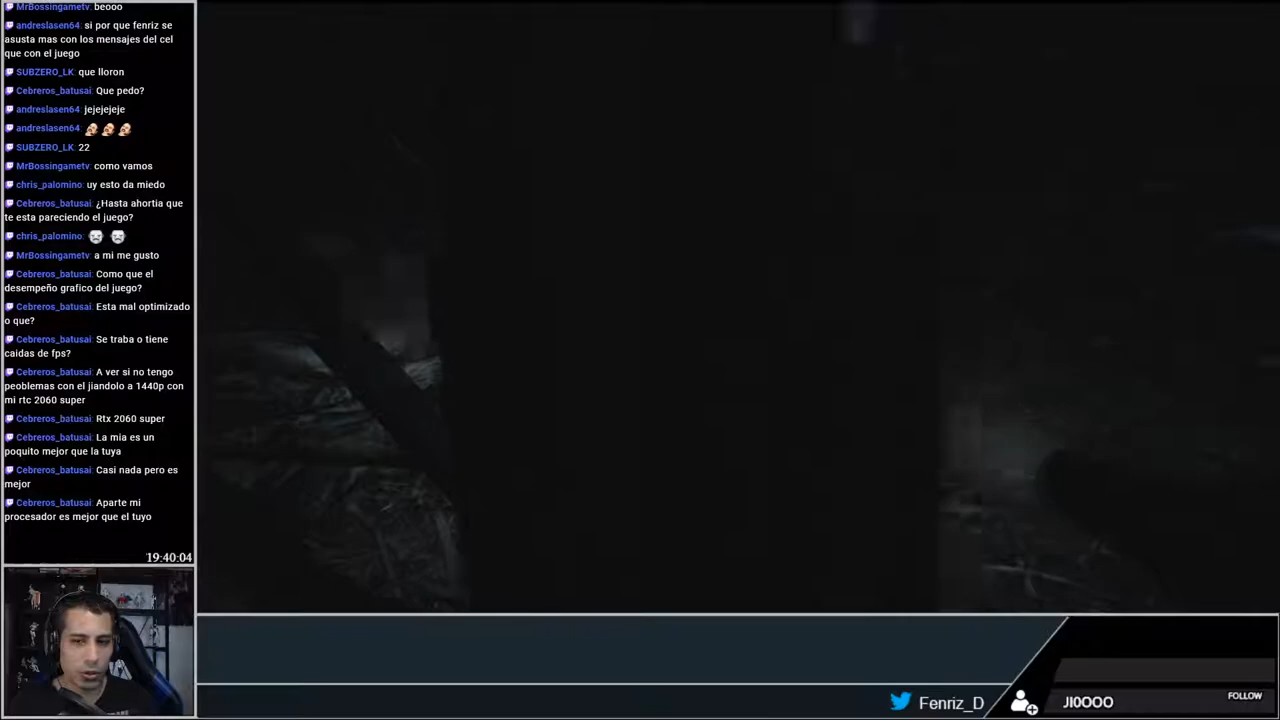 MrBossingametv: beooo
andreslasen64: si por que fenriz se
asusta mas con los mensajes del cel
que con el juego
SUBZERO_LK: que lloron
Cebreros_batusai: Que pedo?
andreslasen64: jejejejeje
andreslasen64:
SUBZERO_LK: 22
MrBossingametv: como vamos
chris_palomino: uy esto da miedo
Cebreros_batusai: ¿Hasta ahortia que
te esta pareciendo el juego?
chris_palomino:
MrBossingametv: a mi me gusto
Cebreros_batusai: Como que el
desempeño grafico del juego?
Cebreros_batusai: Esta mal optimizado
o que?
Cebreros_batusai: Se traba o tiene
caidas de fps?
Cebreros_batusai: A ver si no tengo
peoblemas con el jiandolo a 1440p con
mi rtc 2060 super
Cebreros_batusai: Rtx 2060 super
Cebreros_batusai: La mia es un
poquito mejor que la tuya
Cebreros_batusai: Casi nada pero es
mejor
Cebreros_batusai: Aparte mi
procesador es mejor que el tuyo
19:40:04
Fenriz_D
JI0OOO
FOLLOW